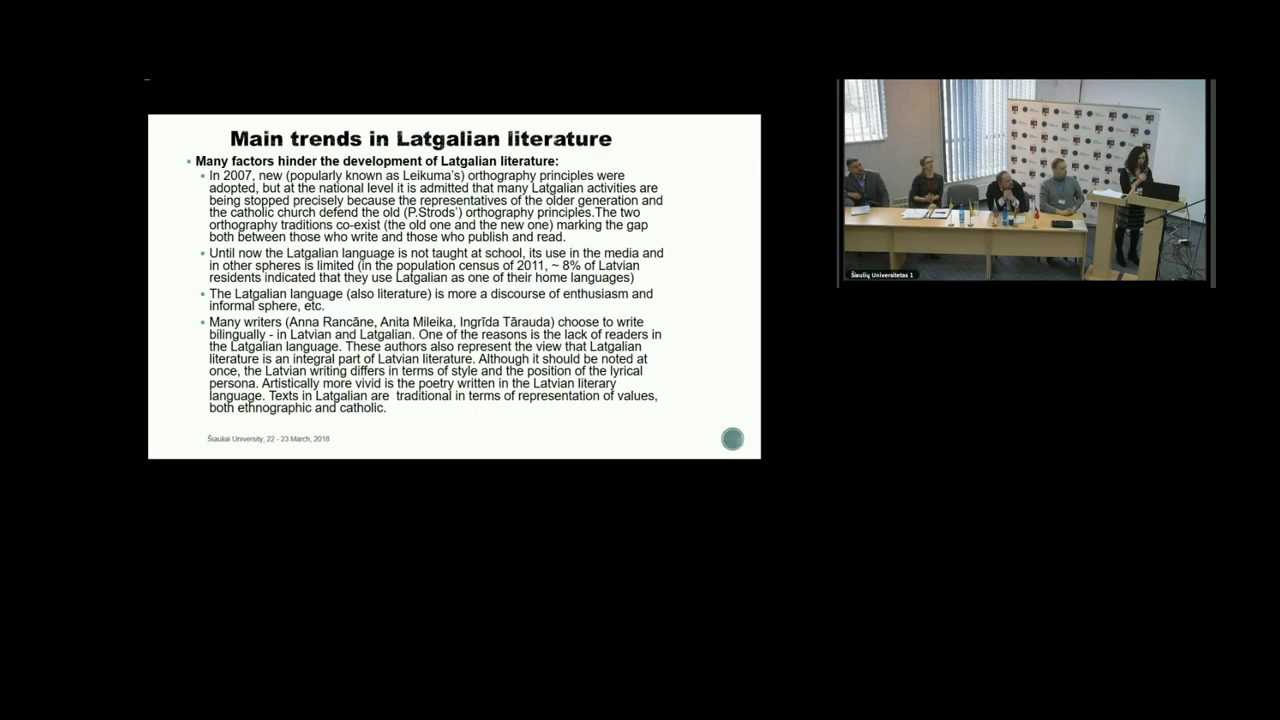 Main trends in Latgalian literature
Many factors hinder the development of Latgalian literature:
In 2007, new (popularly known as Leikuma's) orthography principles were
adopted, but at the national level it is admitted that many Latgalian activities are
being stopped precisely because the representatives of the older generation and
the catholic church defend the old (P.Strods') orthography principles.The two
orthography traditions co-exist (the old one and the new one) marking the gap
both between those who write and those who publish and read.
Until now the Latgalian language is not taught at school, its use in the media and
in other spheres is limited (in the population census of 2011, ~ 8% of Latvian
residents indicated that they use Latgalian as one of their home languages)
The Latgalian language (also literature) is more a discourse of enthusiasm and
informal sphere, etc.
Many writers (Anna Rancāne, Anita Mileika, Ingrīda Tārauda) choose to write
bilingually - in Latvian and Latgalian. One of the reasons is the lack of readers in
the Latgalian language. These authors also represent the view that Latgalian
literature is an integral part of Latvian literature. Although it should be noted at
once, the Latvian writing differs in terms of style and the position of the lyrical
persona. Artistically more vivid is the poetry written in the Latvian literary
language. Texts in Latgalian are traditional in terms of representation of values,
both ethnographic and catholic.
Šiauliai University, 22 - 23 March, 2018
Šiaulių Universitetas 1